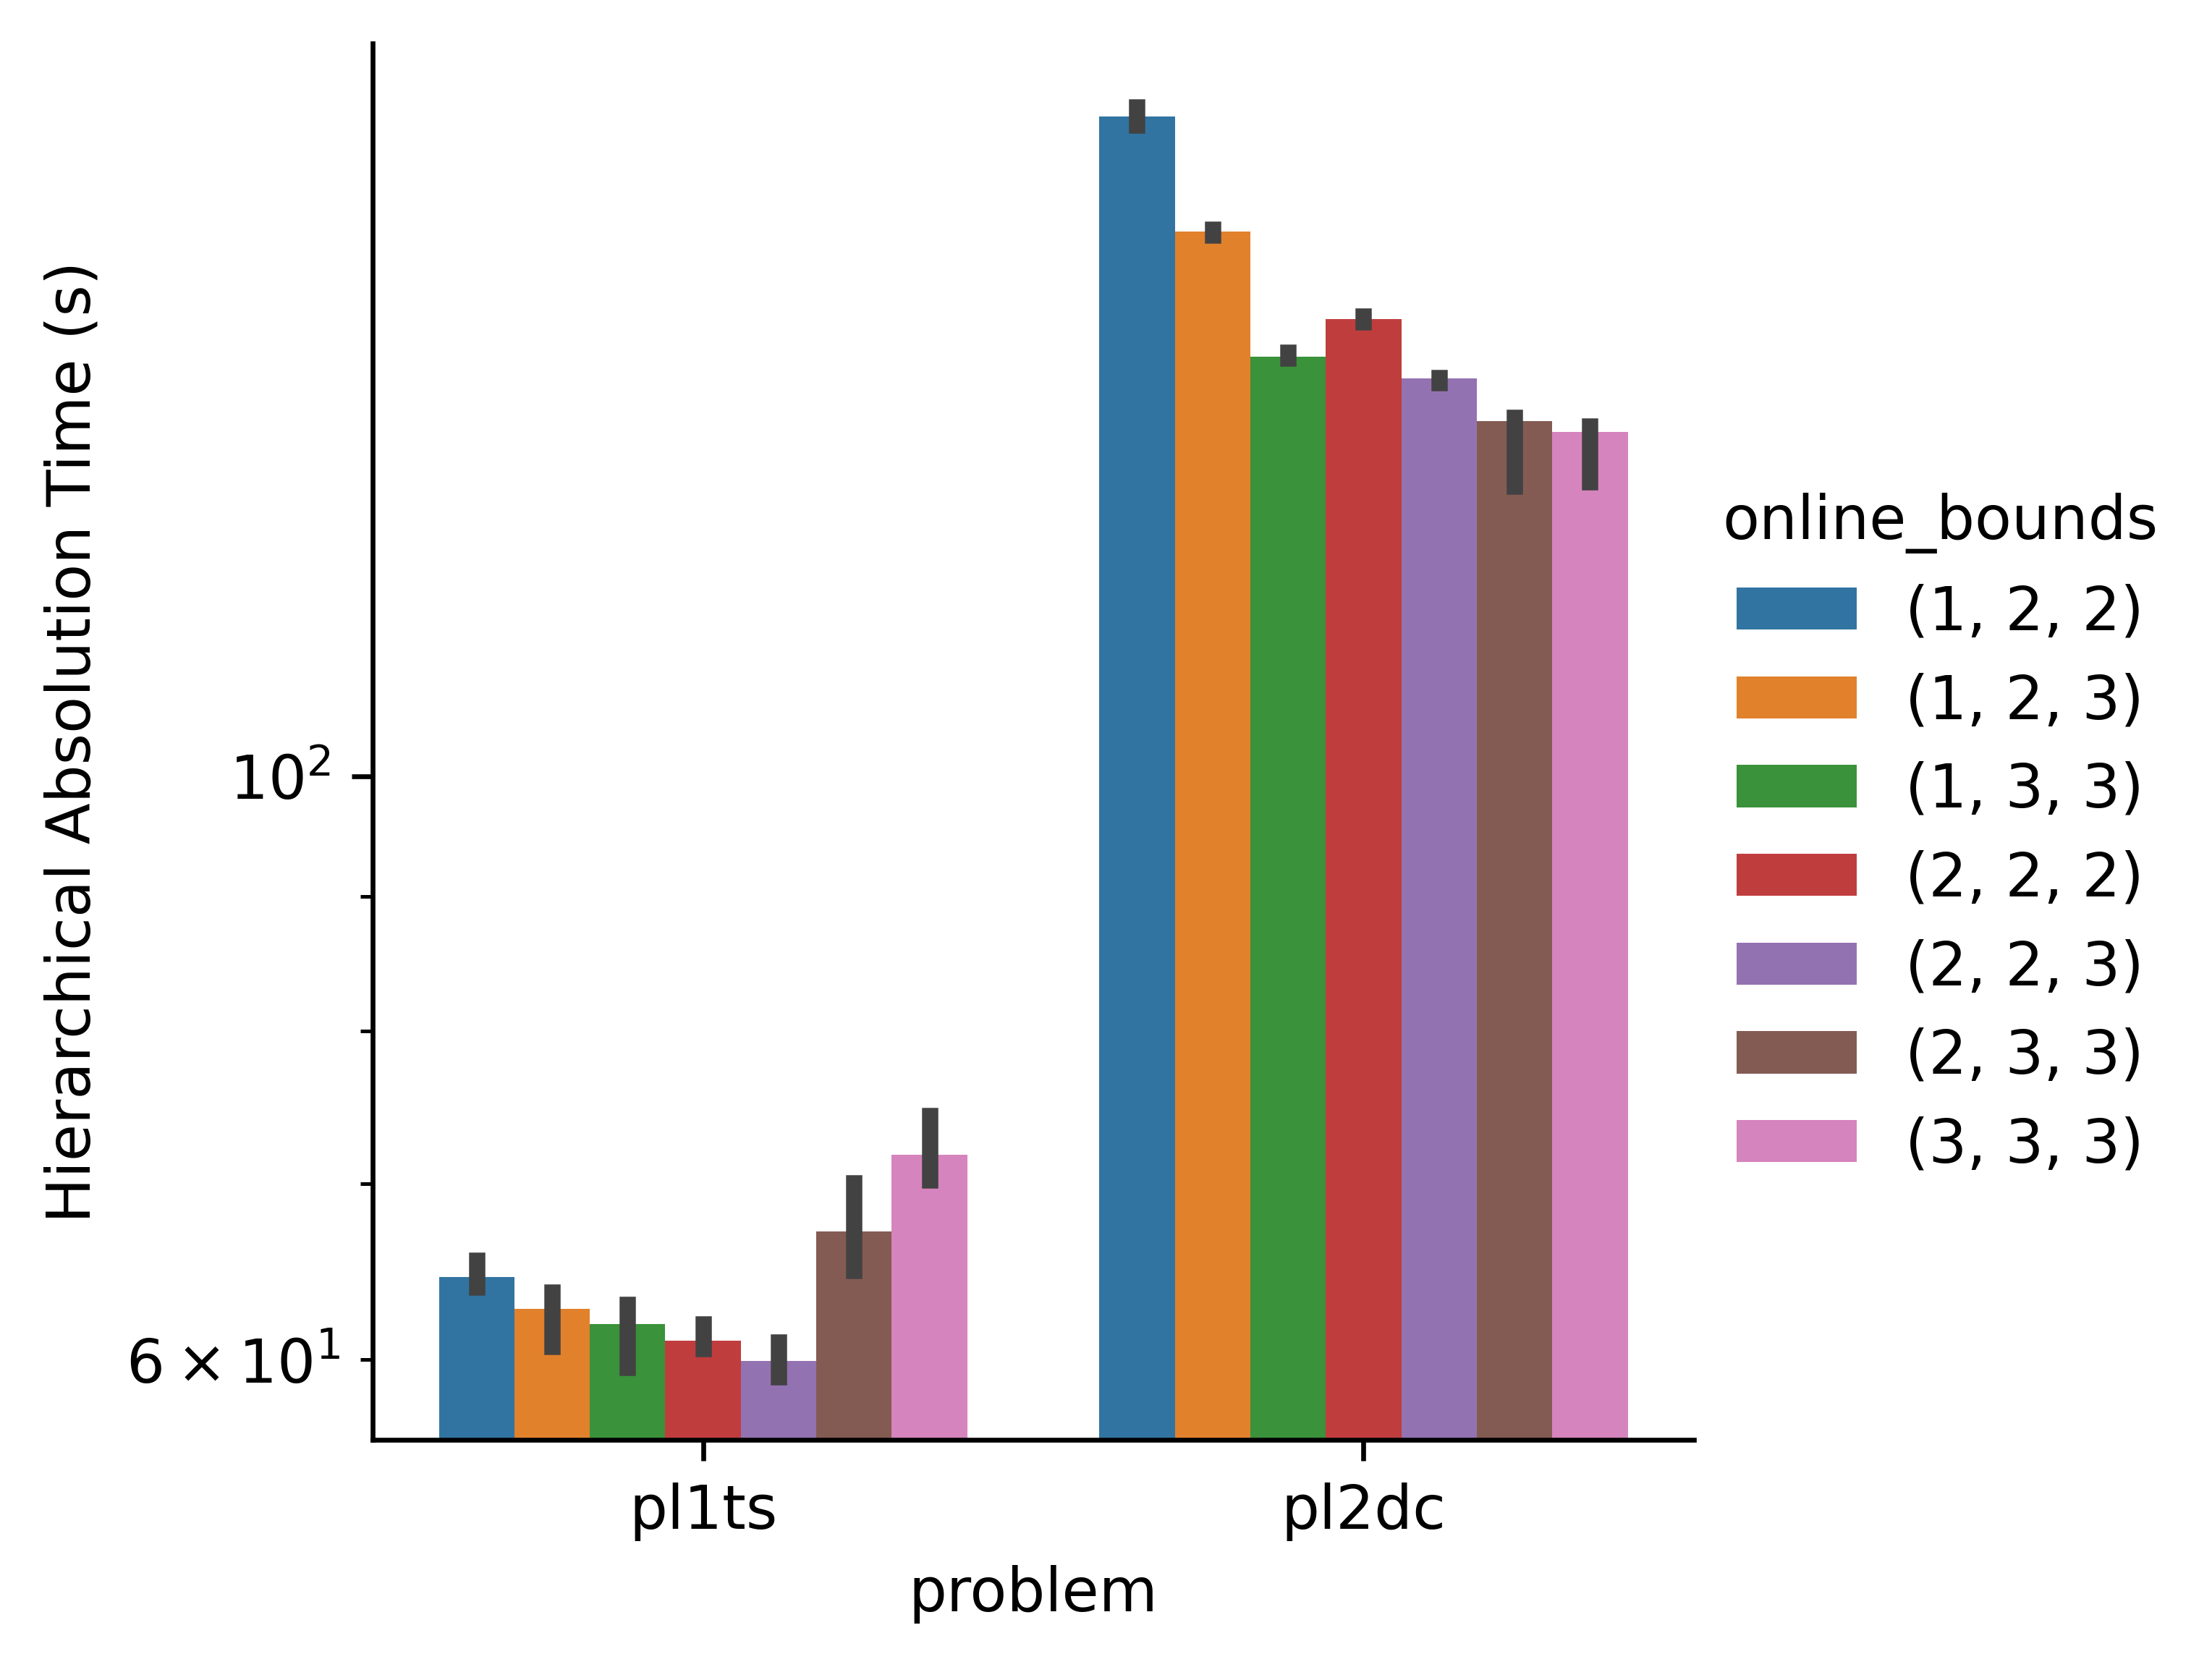 Hierarchical Absolution Time (s)
10²
6 × 10¹
pl1ts
pl2dc
problem
online_bounds
(1, 2, 2)
(1, 2, 3)
(1, 3, 3)
(2, 2, 2)
(2, 2, 3)
(2, 3, 3)
(3, 3, 3)